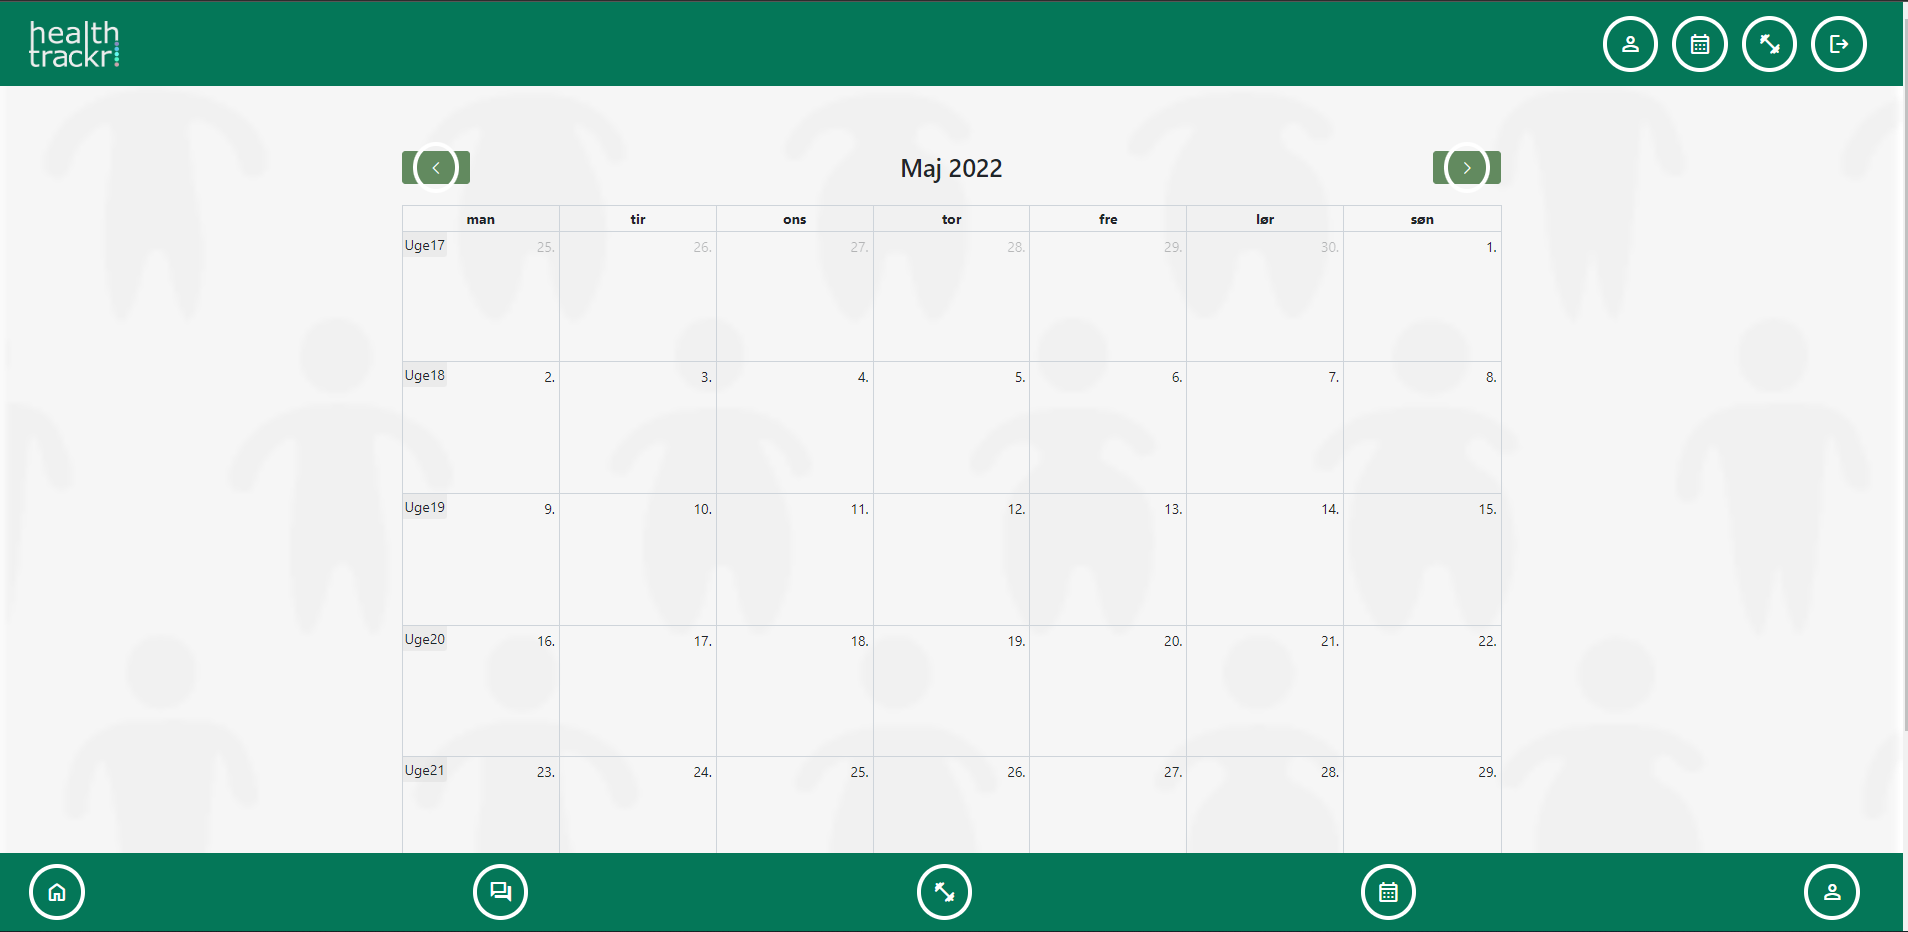 health
trackr
Maj 2022
man tir ons tor fre lør søn
Uge17 25. 26. 27. 28. 29. 30. 1.
Uge18 2. 3. 4. 5. 6. 7. 8.
Uge19 9. 10. 11. 12. 13. 14. 15.
Uge20 16. 17. 18. 19. 20. 21. 22.
Uge21 23. 24. 25. 26. 27. 28. 29.